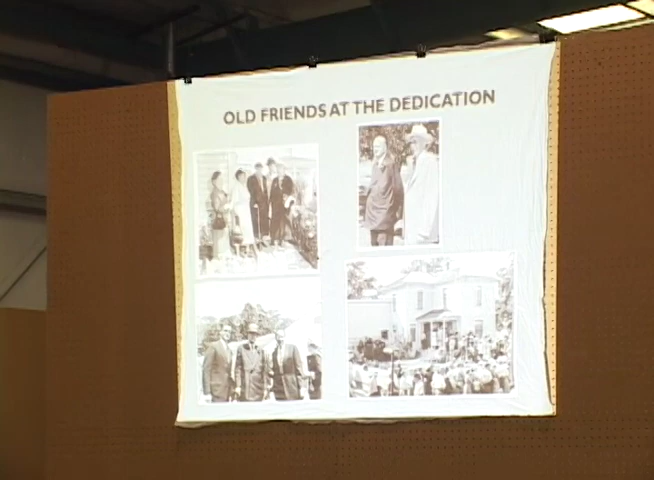 OLD FRIENDS AT THE DEDICATION